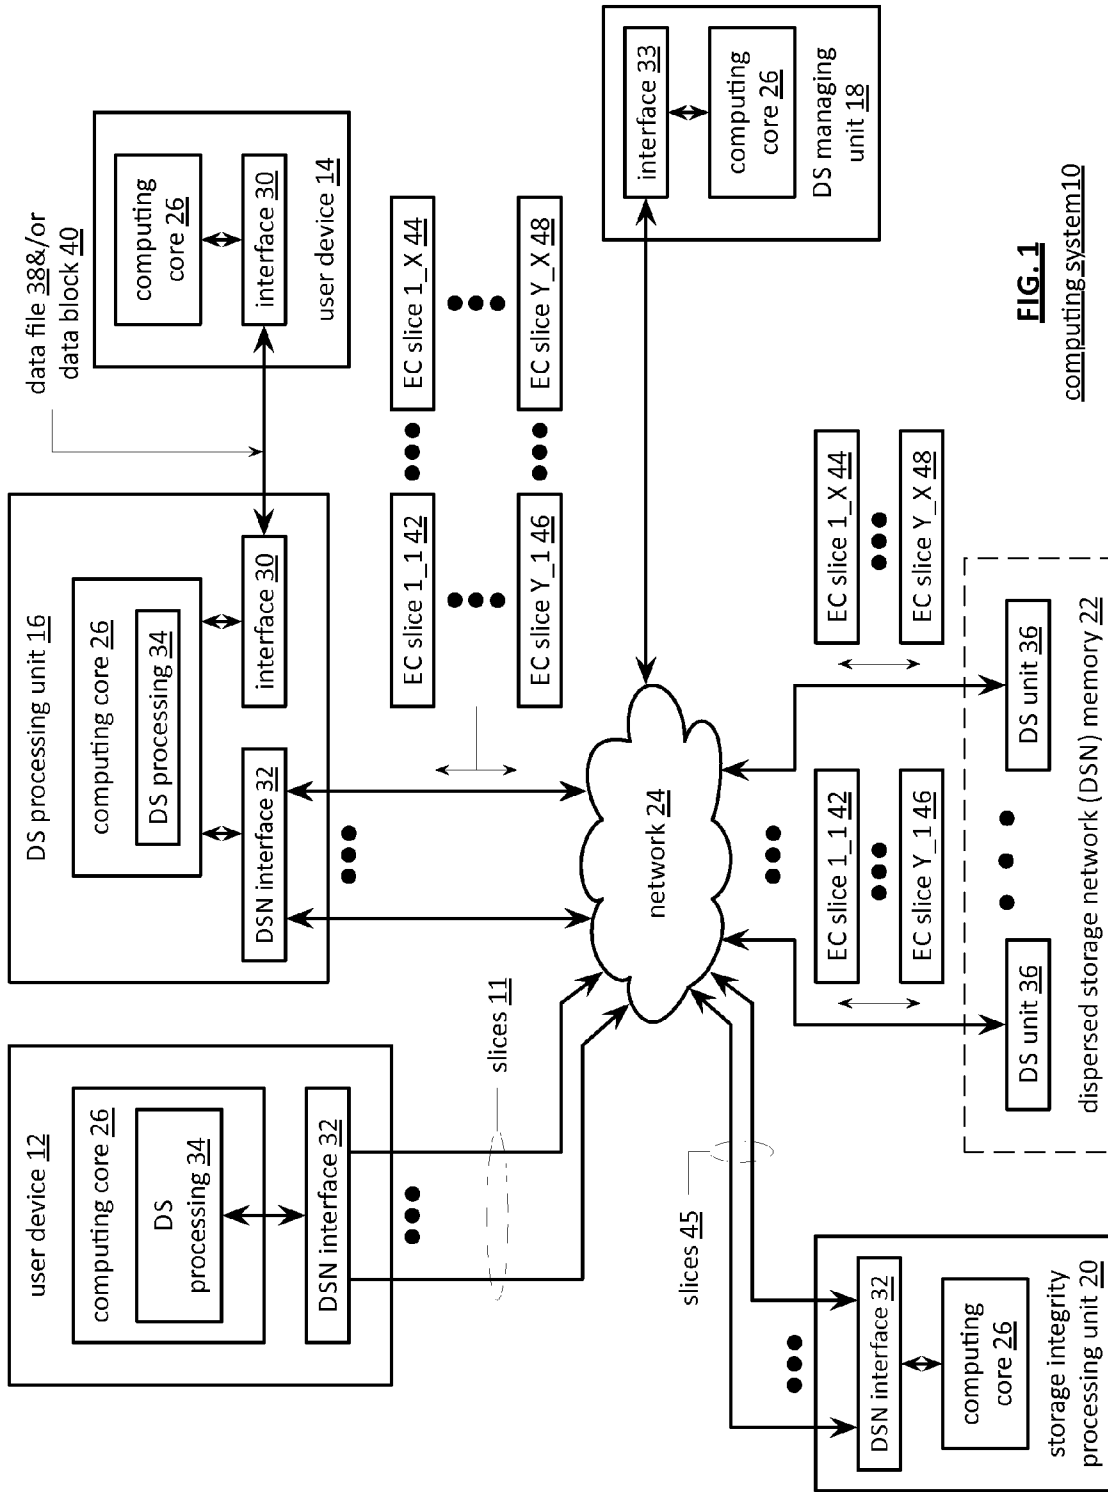 user device 12
computing core 26
DS
processing 34
DSN interface 32
slices 11
DS processing unit 16
computing core 26
DS processing 34
DSN interface 32
interface 30
data file 38&/or
data block 40
computing
core 26
interface 30
user device 14
EC slice 1_1 42
EC slice 1_X 44
EC slice Y_1 46
EC slice Y_X 48
network 24
interface 33
computing
core 26
DS managing
unit 18
slices 45
DSN interface 32
computing
core 26
storage integrity
processing unit 20
EC slice 1_1 42
EC slice Y_1 46
EC slice 1_X 44
EC slice Y_X 48
DS unit 36
DS unit 36
dispersed storage network (DSN) memory 22
FIG. 1
computing system10